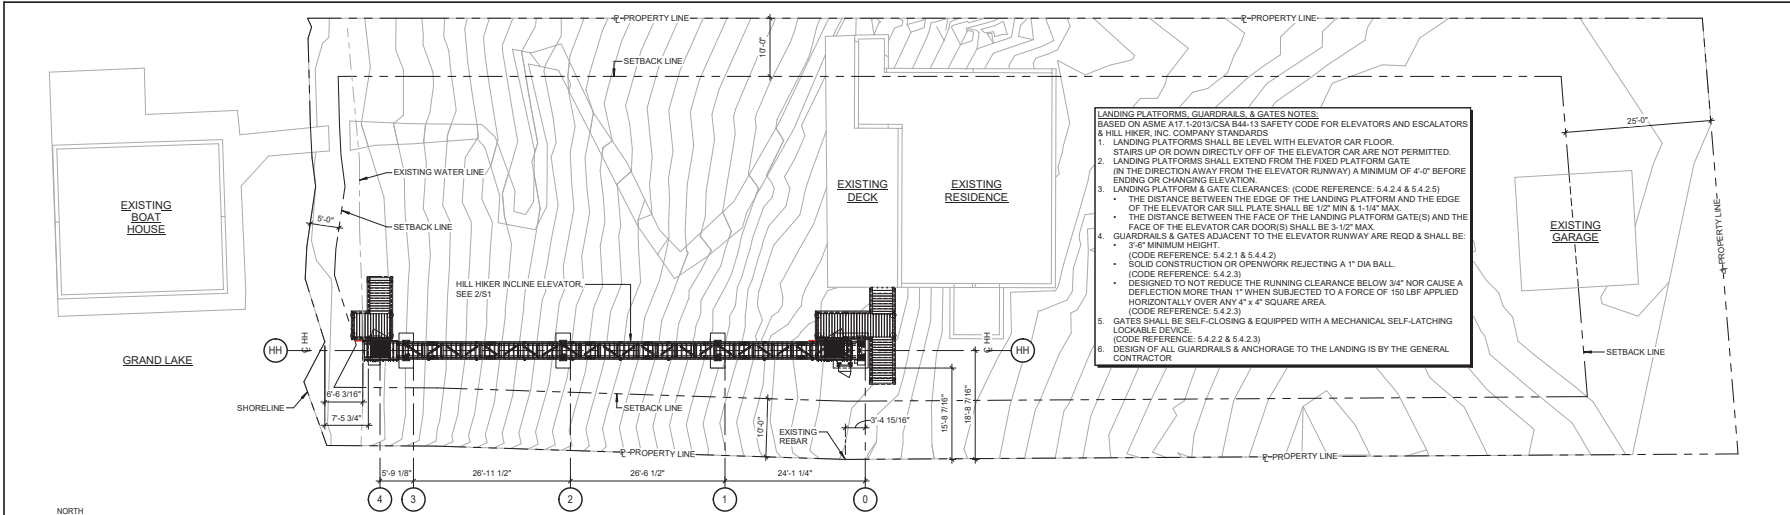 ℄ PROPERTY LINE
℄ PROPERTY LINE
10'-0"
SETBACK LINE
25'-0"
EXISTING WATER LINE
EXISTING
BOAT
HOUSE
5'-0"
SETBACK LINE
EXISTING
DECK
EXISTING
RESIDENCE
LANDING PLATFORMS, GUARDRAILS, & GATES NOTES:
BASED ON ASME A17.1-2013/CSA B44-13 SAFETY CODE FOR ELEVATORS AND ESCALATORS
& HILL HIKER, INC. COMPANY STANDARDS
1. LANDING PLATFORMS SHALL BE LEVEL WITH ELEVATOR CAR FLOOR.
STAIRS UP OR DOWN DIRECTLY OFF OF THE ELEVATOR CAR ARE NOT PERMITTED.
2. LANDING PLATFORMS SHALL EXTEND FROM THE FIXED PLATFORM GATE
(IN THE DIRECTION AWAY FROM THE ELEVATOR RUNWAY) A MINIMUM OF 4'-0" BEFORE
ENDING OR CHANGING ELEVATION.
3. LANDING PLATFORM & GATE CLEARANCES: (CODE REFERENCE: 5.4.2.4 & 5.4.2.5)
• THE DISTANCE BETWEEN THE EDGE OF THE LANDING PLATFORM AND THE EDGE
OF THE ELEVATOR CAR SILL PLATE SHALL BE 1/2" MIN & 1-1/4" MAX.
• THE DISTANCE BETWEEN THE FACE OF THE LANDING PLATFORM GATE(S) AND THE
FACE OF THE ELEVATOR CAR DOOR(S) SHALL BE 3-1/2" MAX.
4. GUARDRAILS & GATES ADJACENT TO THE ELEVATOR RUNWAY ARE REQD & SHALL BE:
• 3'-6" MINIMUM HEIGHT.
(CODE REFERENCE: 5.4.2.1 & 5.4.4.2)
• SOLID CONSTRUCTION OR OPENWORK REJECTING A 1" DIA BALL.
(CODE REFERENCE: 5.4.2.3)
• DESIGNED TO NOT REDUCE THE RUNNING CLEARANCE BELOW 3/4" NOR CAUSE A
DEFLECTION MORE THAN 1" WHEN SUBJECTED TO A FORCE OF 150 LBF APPLIED
HORIZONTALLY OVER ANY 4" x 4" SQUARE AREA.
(CODE REFERENCE: 5.4.2.3)
5. GATES SHALL BE SELF-CLOSING & EQUIPPED WITH A MECHANICAL SELF-LATCHING
LOCKABLE DEVICE.
(CODE REFERENCE: 5.4.2.2 & 5.4.2.3)
6. DESIGN OF ALL GUARDRAILS & ANCHORAGE TO THE LANDING IS BY THE GENERAL
CONTRACTOR
EXISTING
GARAGE
℄ PROPERTY LINE
HILL HIKER INCLINE ELEVATOR,
SEE 2/S1
HH
℄ HH
℄ HH
HH
GRAND LAKE
SETBACK LINE
6'-6 3/16"
SHORELINE
7'-5 3/4"
SETBACK LINE
10'-0"
EXISTING
REBAR
3'-4 15/16"
15'-8 7/16"
18'-8 7/16"
℄ PROPERTY LINE
℄ PROPERTY LINE
5'-9 1/8"
26'-11 1/2"
26'-6 1/2"
24'-1 1/4"
4
3
2
1
0
NORTH